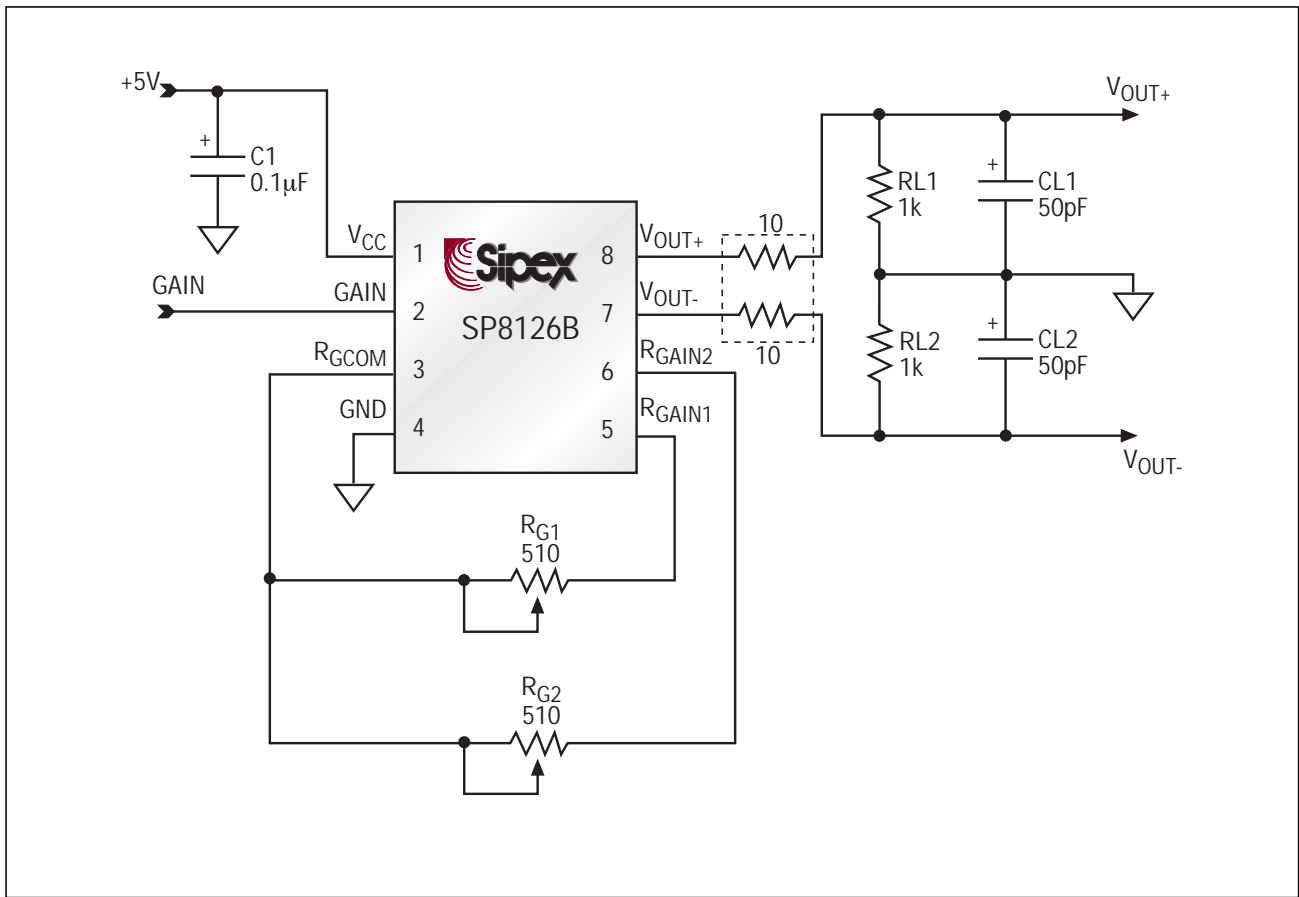 +5V
+
C1
0.1µF
VCC
1
GAIN
GAIN
2
RGCOM
3
GND
4
Sipex
SP8126B
8
VOUT+
7
VOUT-
6
RGAIN2
5
RGAIN1
10
10
RL1
1k
RL2
1k
+
CL1
50pF
+
CL2
50pF
VOUT+
VOUT-
RG1
510
RG2
510